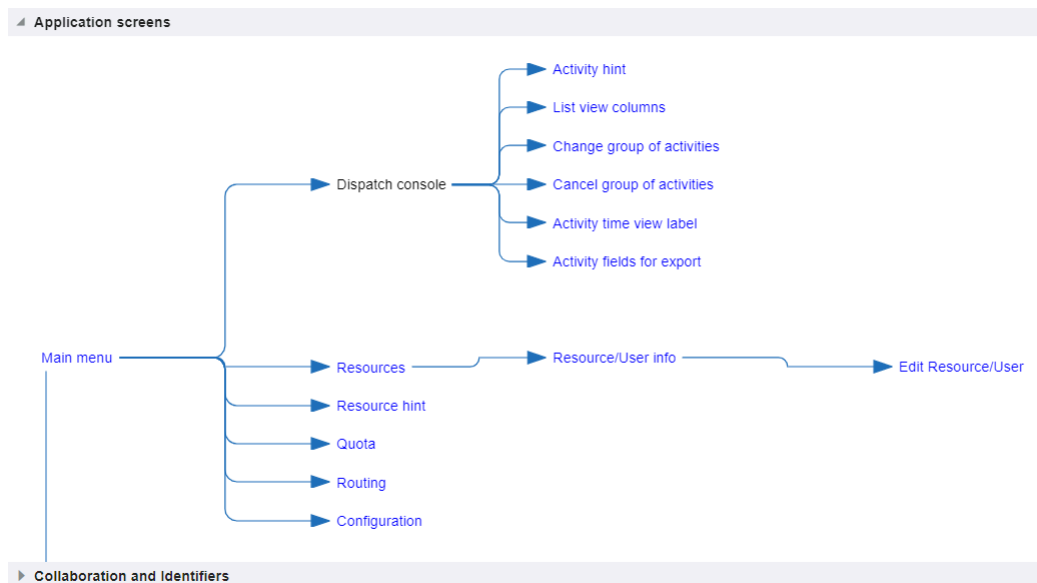 Application screens
Activity hint
List view columns
Change group of activities
Dispatch console
Cancel group of activities
Activity time view label
Activity fields for export
Main menu
Resources
Resource/User info
Edit Resource/User
Resource hint
Quota
Routing
Configuration
Collaboration and Identifiers